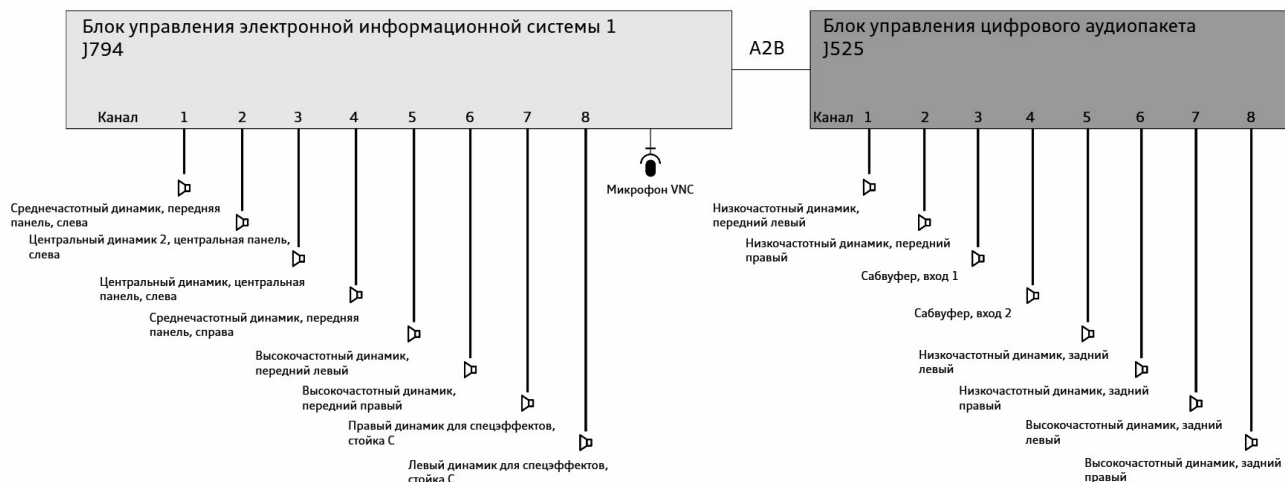 Блок управления электронной информационной системы 1
J794
Канал 1 2 3 4 5 6 7 8
Среднечастотный динамик, передняя
панель, слева
Центральный динамик 2, центральная панель,
слева
Центральный динамик, центральная
панель, слева
Среднечастотный динамик, передняя
панель, справа
Высокочастотный динамик,
передний левый
Высокочастотный динамик,
передний правый
Правый динамик для спецэффектов,
стойка С
Левый динамик для спецэффектов,
стойка С
Микрофон VNC
A2B
Блок управления цифрового аудиопакета
J525
Канал 1 2 3 4 5 6 7 8
Низкочастотный динамик,
передний левый
Низкочастотный динамик, передний
правый
Сабвуфер, вход 1
Сабвуфер, вход 2
Низкочастотный динамик, задний
левый
Низкочастотный динамик, задний
правый
Высокочастотный динамик, задний
левый
Высокочастотный динамик, задний
правый